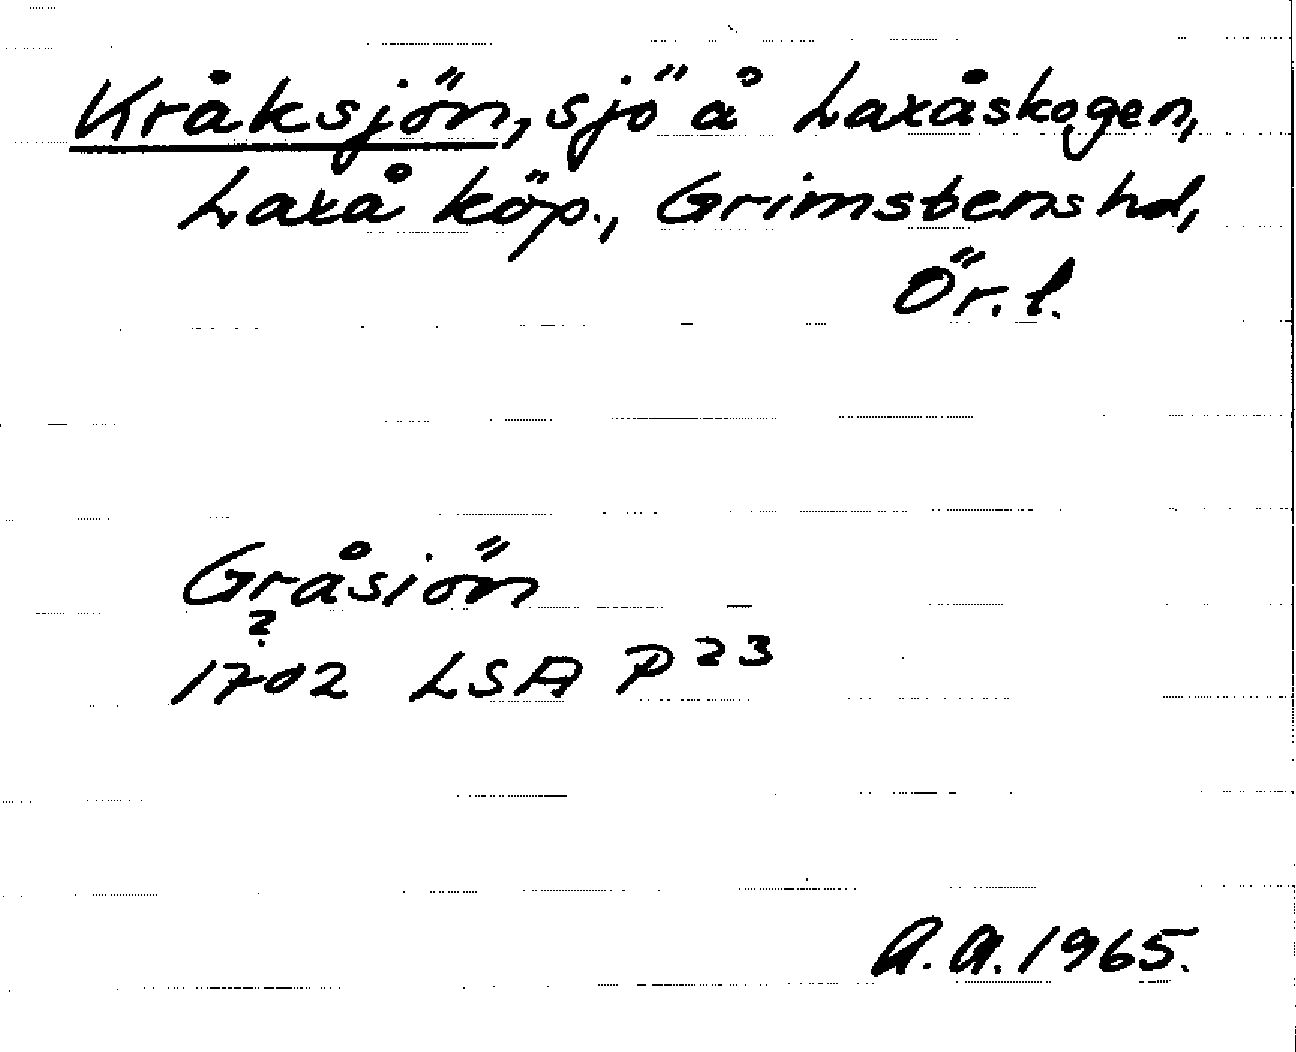 Kråksjön, sjö å Laxåskogen,
Laxå köp., Grimstens hd,
Ör. l.
Gråsiön
?
1702 LSA P 23
A.A. 1965.